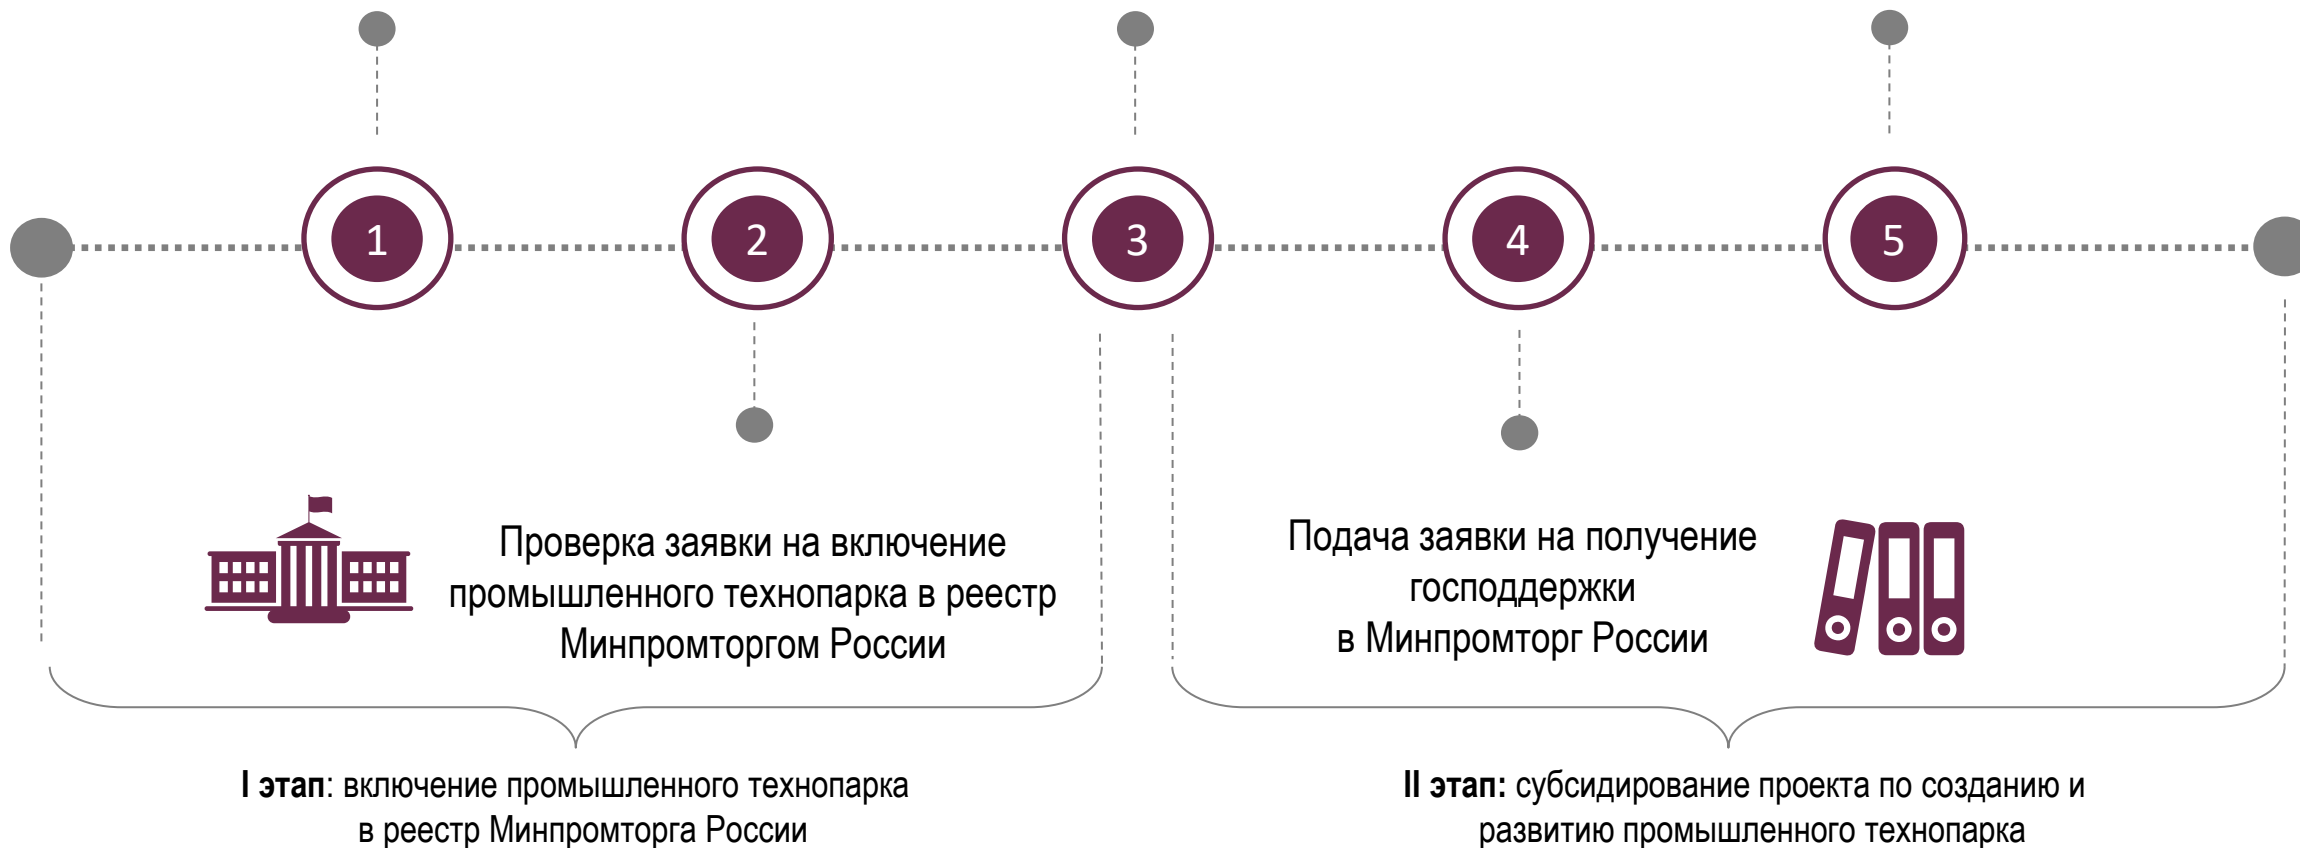 1
2
3
4
5
Проверка заявки на включение
промышленного технопарка в реестр
Минпромторгом России
Подача заявки на получение
господдержки
в Минпромторг России
I этап: включение промышленного технопарка
в реестр Минпромторга России
II этап: субсидирование проекта по созданию и
развитию промышленного технопарка